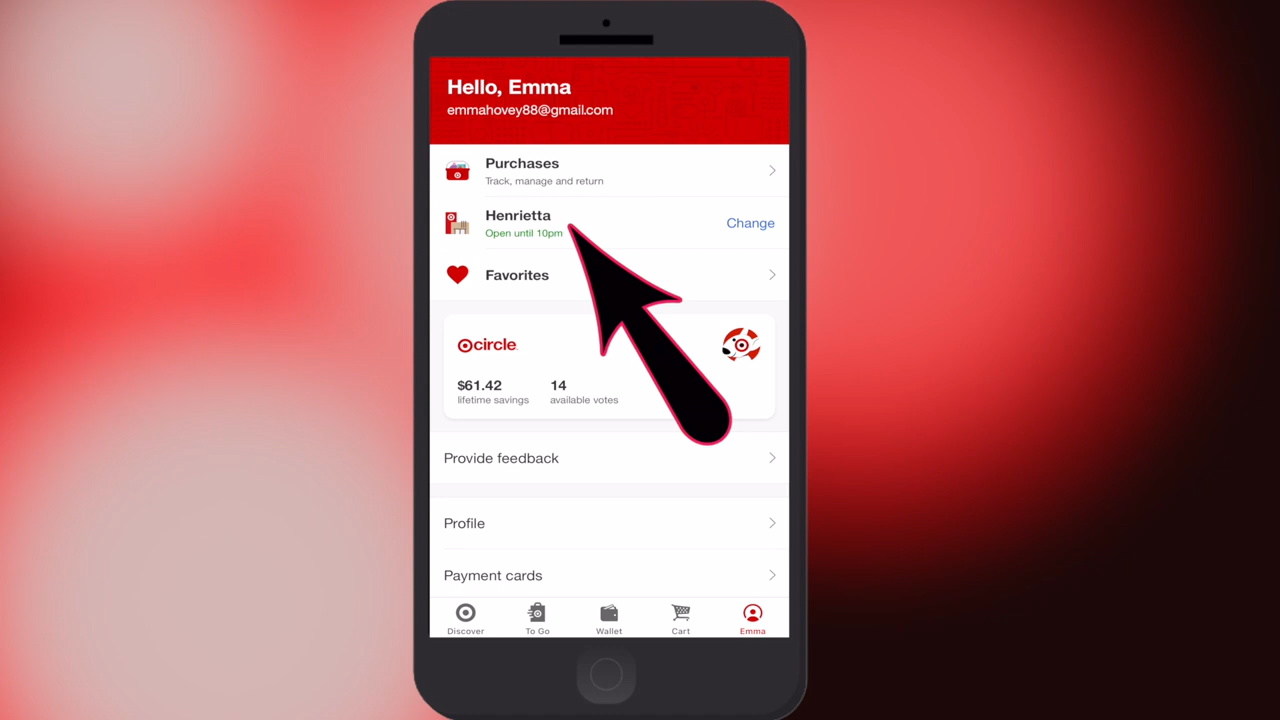 Hello, Emma
emmahovey88@gmail.com
Purchases
Track, manage and return
Henrietta
Open until 10pm
Change
Favorites
circle
$61.42
14
lifetime savings
available votes
Provide feedback
Profile
Payment cards
Discover
To Go
Wallet
Cart
Emma